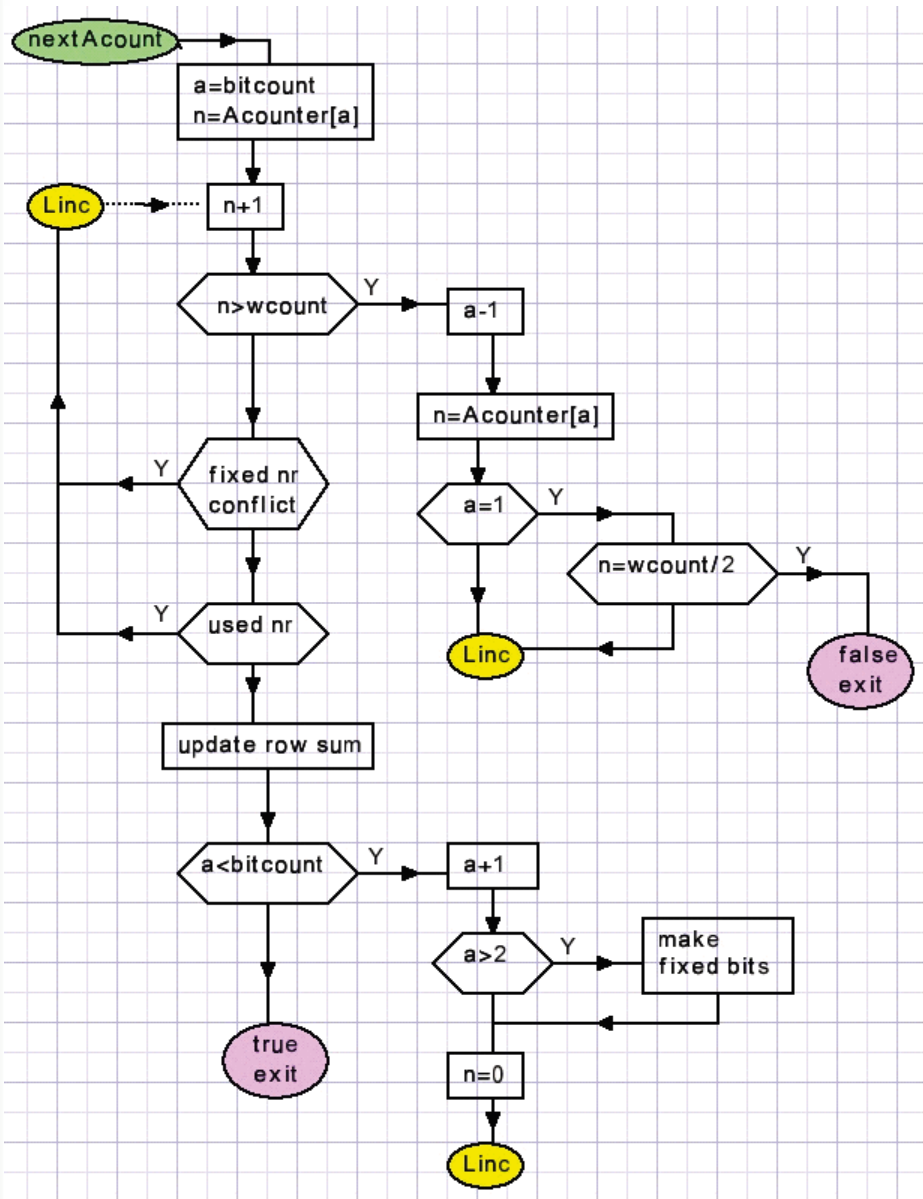 nextAcount
a=bitcount
n=Acounter[a]
Linc
n+1
n>wcount
Y
a-1
n=Acounter[a]
Y
fixed nr
conflict
a=1
Y
n=wcount/2
Y
Y
used nr
Linc
false
exit
update row sum
a<bitcount
Y
a+1
a>2
Y
make
fixed bits
true
exit
n=0
Linc